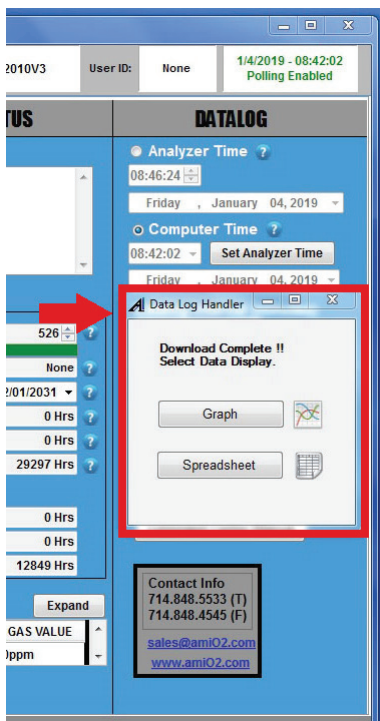 2010V3
User ID:
None
1/4/2019 - 08:42:02
Polling Enabled
TUS
DATALOG
Analyzer Time ?
08:46:24
Friday , January 04, 2019
Computer Time ?
08:42:02
Set Analyzer Time
Friday , January 04, 2019
Data Log Handler
Download Complete !!
Select Data Display.
Graph
Spreadsheet
526 ?
None ?
2/01/2031 ?
0 Hrs ?
0 Hrs ?
29297 Hrs ?
0 Hrs
0 Hrs
12849 Hrs
Expand
GAS VALUE
0ppm
Contact Info
714.848.5533 (T)
714.848.4545 (F)
sales@amiO2.com
www.amiO2.com